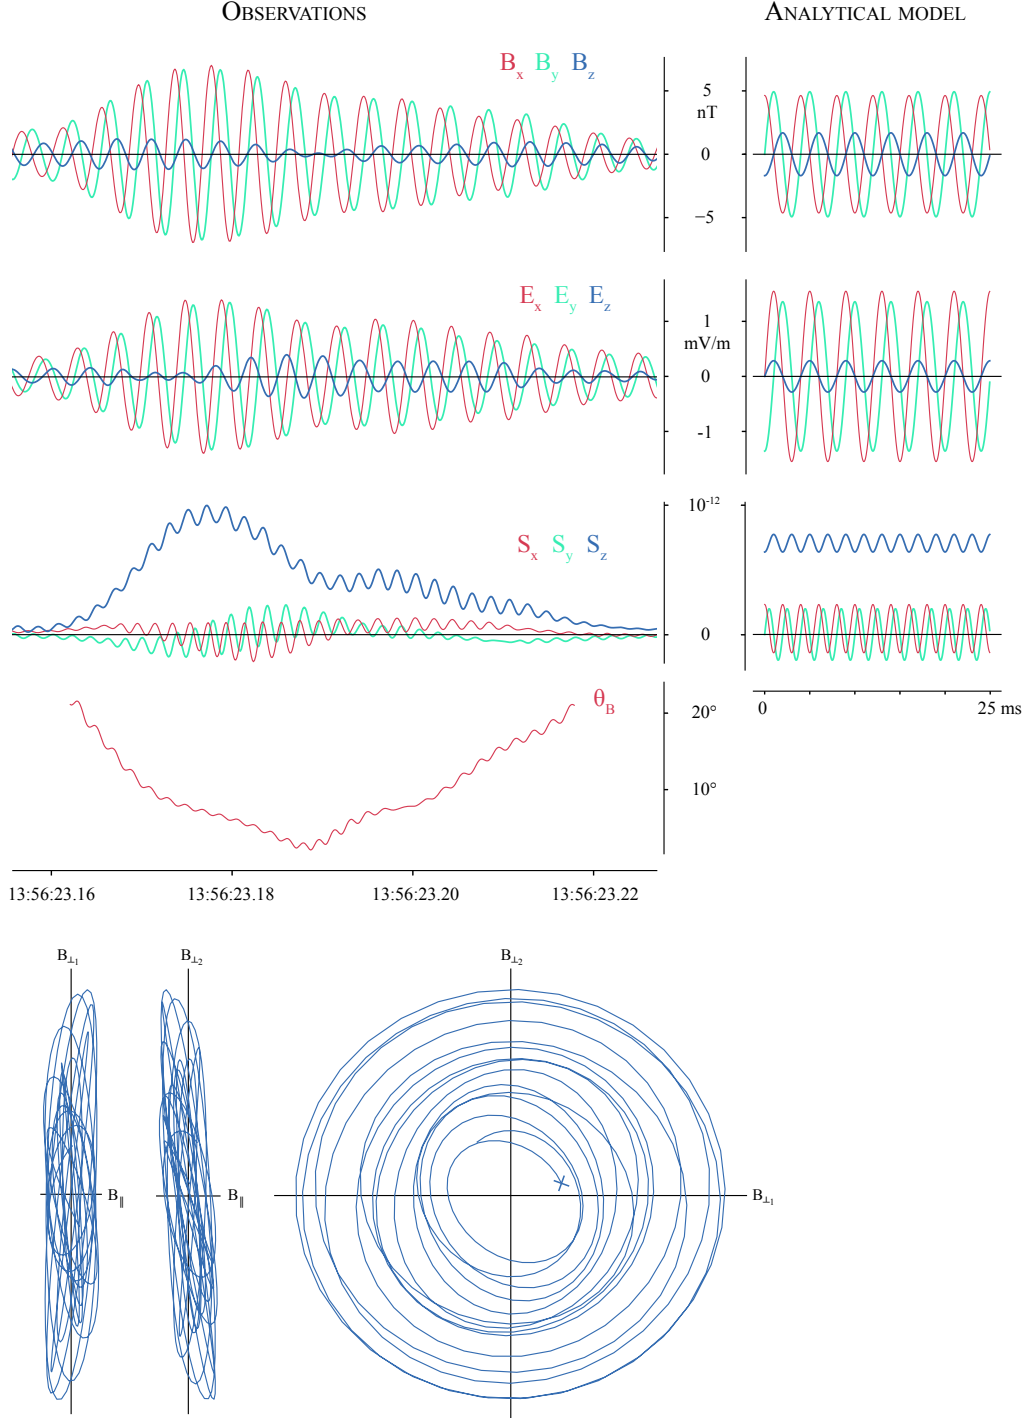 OBSERVATIONS
ANALYTICAL MODEL
Bx By Bz
5
nT
0
−5
Ex Ey Ez
1
mV/m
0
-1
Sx Sy Sz
10-12
0
0
25 ms
θB
20°
10°
13:56:23.16
13:56:23.18
13:56:23.20
13:56:23.22
B⊥1
B∥
B⊥2
B∥
B⊥2
B⊥1